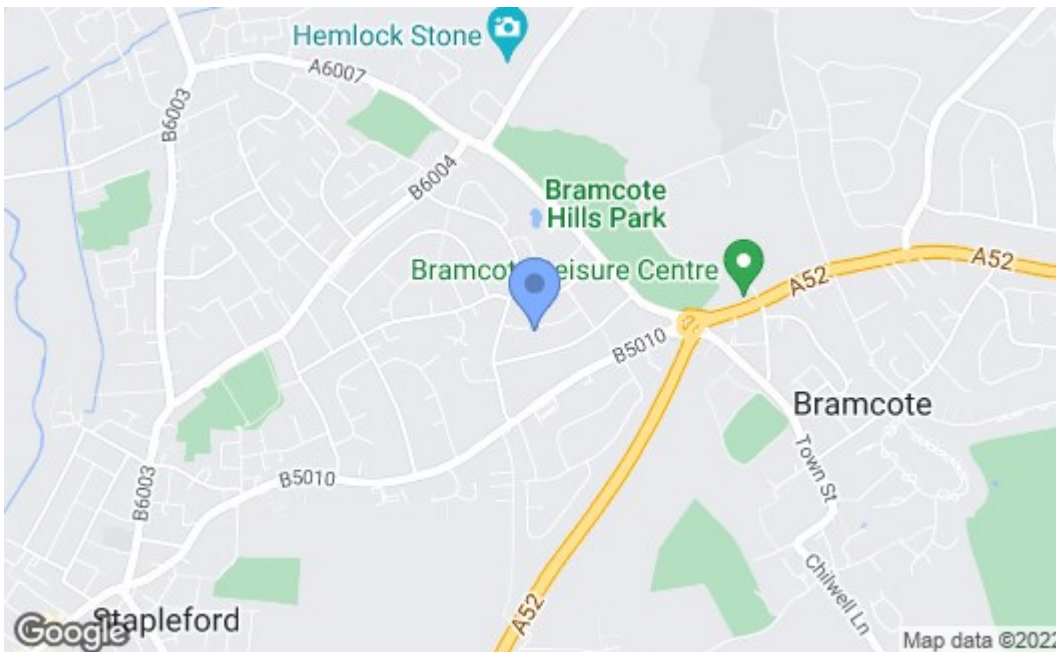 Hemlock Stone
A6007
B6003
B6004
Bramcote
Hills Park
Bramcote Leisure Centre
A52
A52
B5010
Bramcote
Town St
B5010
B6003
Chilwell Ln
A52
Stapleford
Google
Map data ©2022